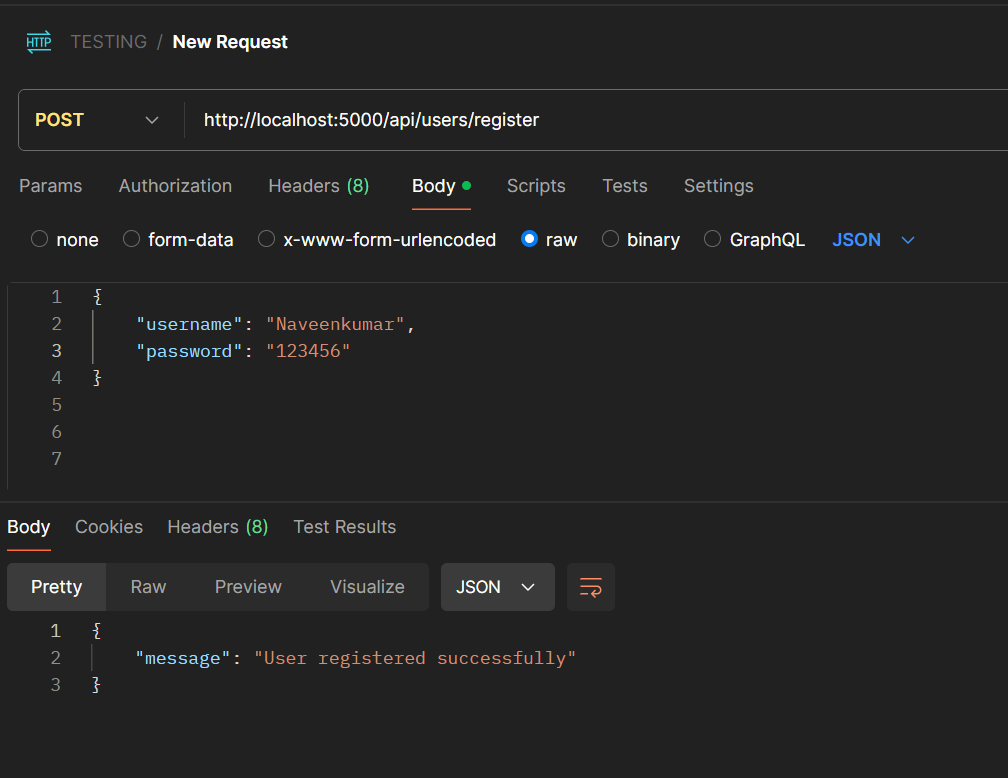 HTTP TESTING / New Request
POST http://localhost:5000/api/users/register
Params Authorization Headers (8) Body Scripts Tests Settings
none form-data x-www-form-urlencoded raw binary GraphQL JSON
1 {
2 "username": "Naveenkumar",
3 "password": "123456"
4 }
5
6
7
Body Cookies Headers (8) Test Results
Pretty Raw Preview Visualize JSON
1 {
2 "message": "User registered successfully"
3 }